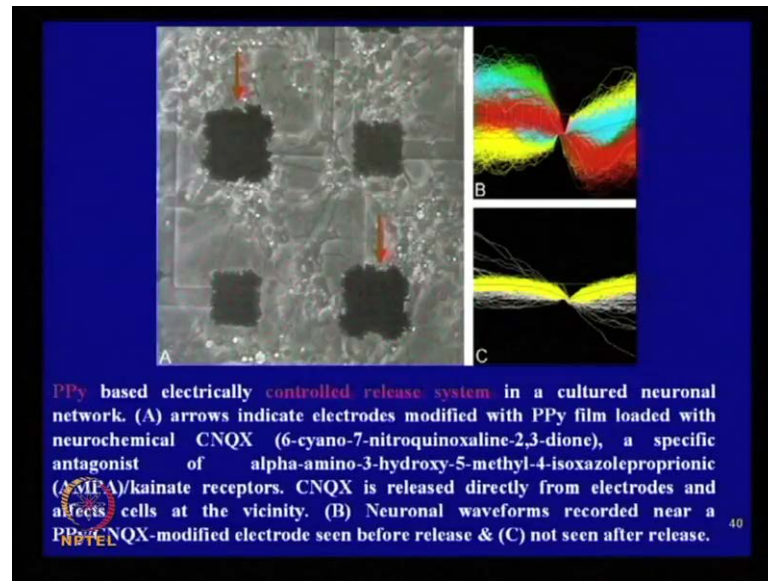 A
B
C
PPy based electrically controlled release system in a cultured neuronal
network. (A) arrows indicate electrodes modified with PPy film loaded with
neurochemical CNQX (6-cyano-7-nitroquinoxaline-2,3-dione), a specific
antagonist of alpha-amino-3-hydroxy-5-methyl-4-isoxazoleproprionic
(AMPA)/kainate receptors. CNQX is released directly from electrodes and
affects cells at the vicinity. (B) Neuronal waveforms recorded near a
CNQX-modified electrode seen before release & (C) not seen after release.
40
NPTEL